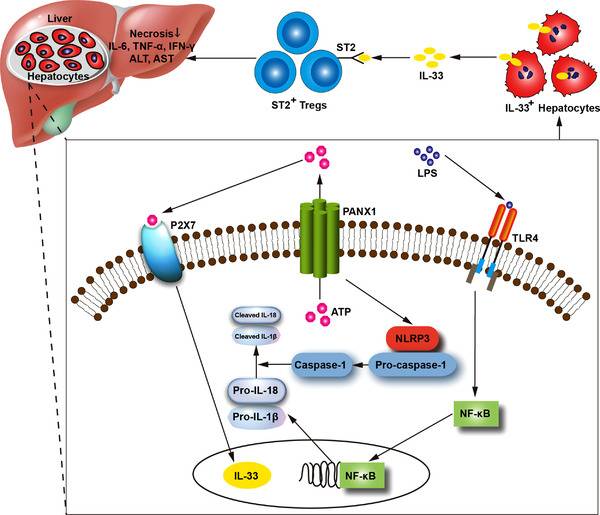 Liver
Necrosis↓
IL-6, TNF-α, IFN-γ
ALT, AST
Hepatocytes
ST2
ST2+ Tregs
IL-33
IL-33+ Hepatocytes
LPS
P2X7
PANX1
TLR4
ATP
Cleaved IL-18
Cleaved IL-1β
NLRP3
Caspase-1
Pro-caspase-1
Pro-IL-18
Pro-IL-1β
NF-κB
IL-33
NF-κB